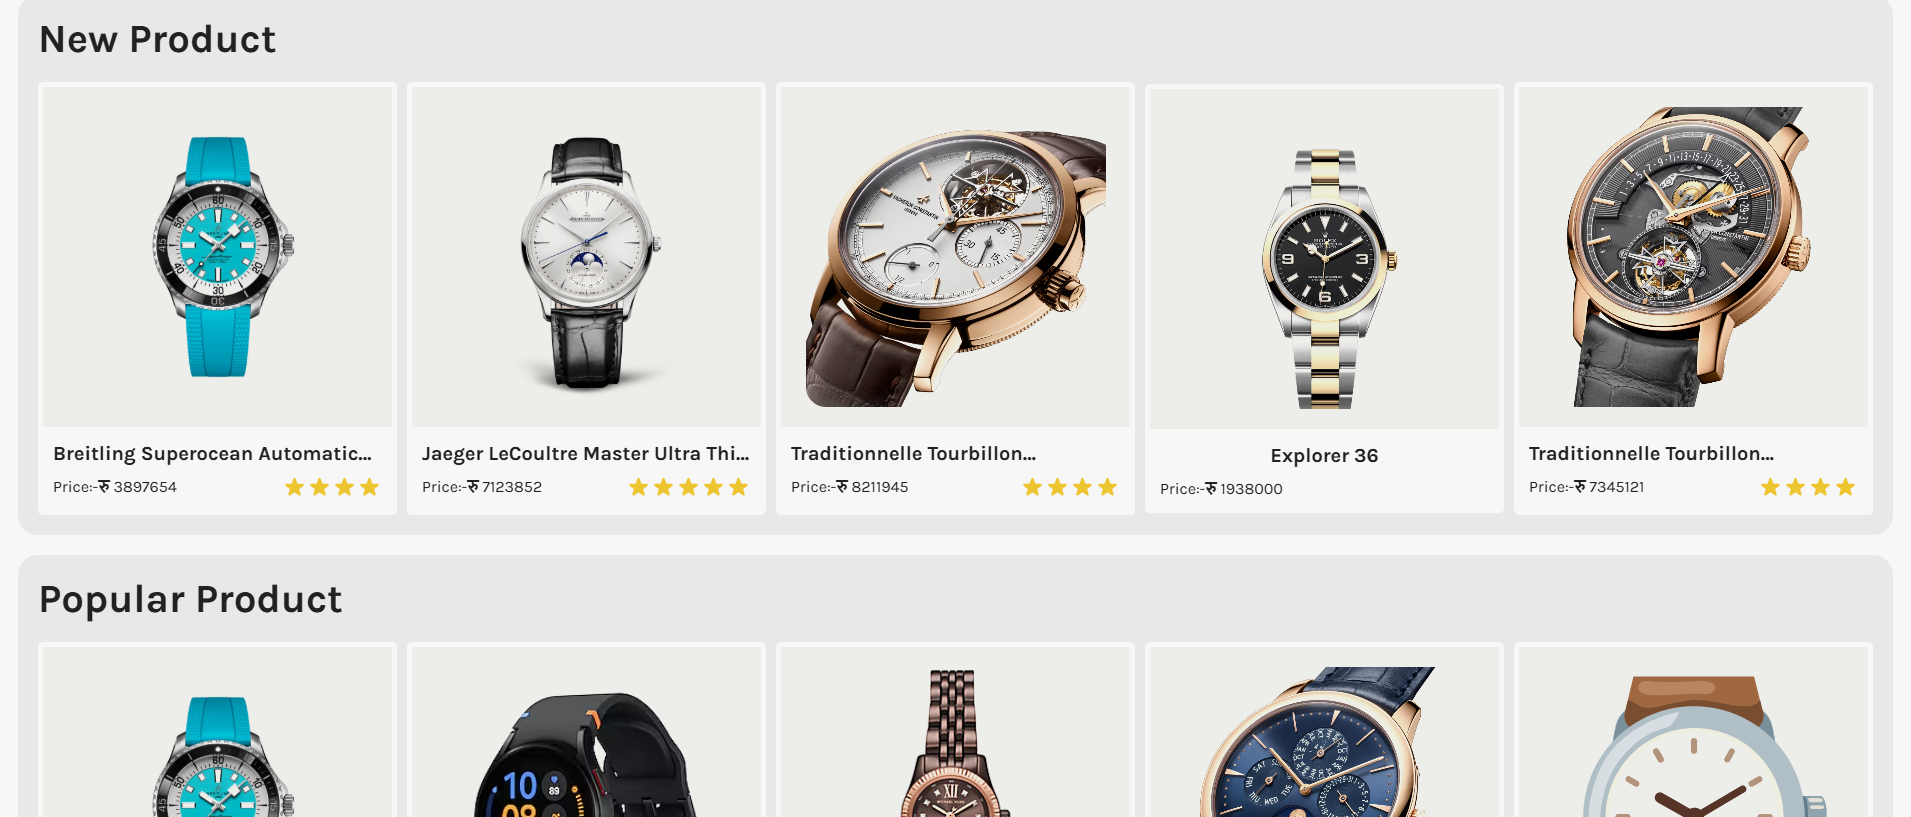 New Product
Breitling Superocean Automatic...
Price:-रु 3897654
Jaeger LeCoultre Master Ultra Thi...
Price:-रु 7123852
Traditionnelle Tourbillon...
Price:-रु 8211945
Explorer 36
Price:-रु 1938000
Traditionnelle Tourbillon...
Price:-रु 7345121
Popular Product